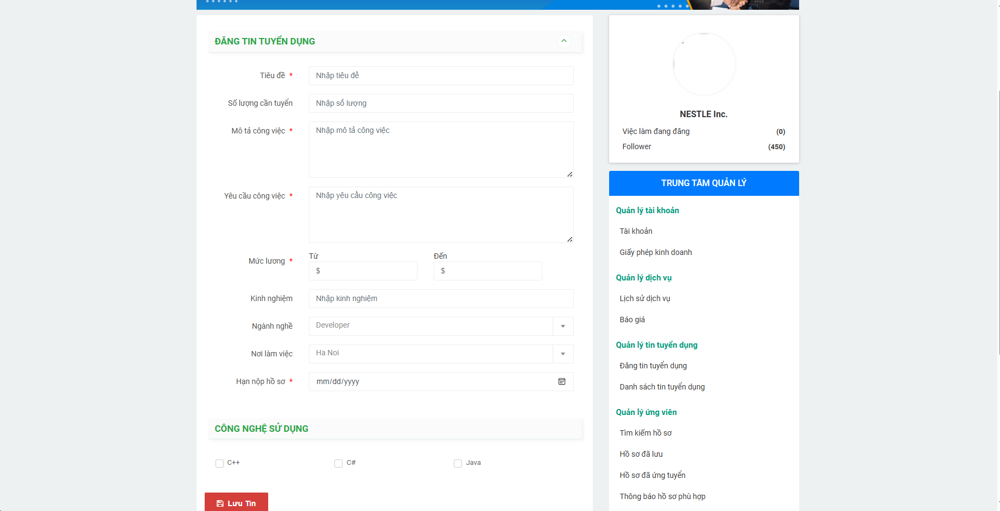 ĐĂNG TIN TUYỂN DỤNG
Tiêu đề *
Nhập tiêu đề
Số lượng cần tuyển
Nhập số lượng
Mô tả công việc *
Nhập mô tả công việc
Yêu cầu công việc *
Nhập yêu cầu công việc
Mức lương *
Từ
Đến
$
$
Kinh nghiệm
Nhập kinh nghiệm
Ngành nghề
Developer
Nơi làm việc
Ha Noi
Hạn nộp hồ sơ *
mm/dd/yyyy
CÔNG NGHỆ SỬ DỤNG
C++
C#
Java
Lưu Tin
NESTLE Inc.
Việc làm đang đăng (0)
Follower (450)
TRUNG TÂM QUẢN LÝ
Quản lý tài khoản
Tài khoản
Giấy phép kinh doanh
Quản lý dịch vụ
Lịch sử dịch vụ
Báo giá
Quản lý tin tuyển dụng
Đăng tin tuyển dụng
Danh sách tin tuyển dụng
Quản lý ứng viên
Tìm kiếm hồ sơ
Hồ sơ đã lưu
Hồ sơ đã ứng tuyển
Thông báo hồ sơ phù hợp